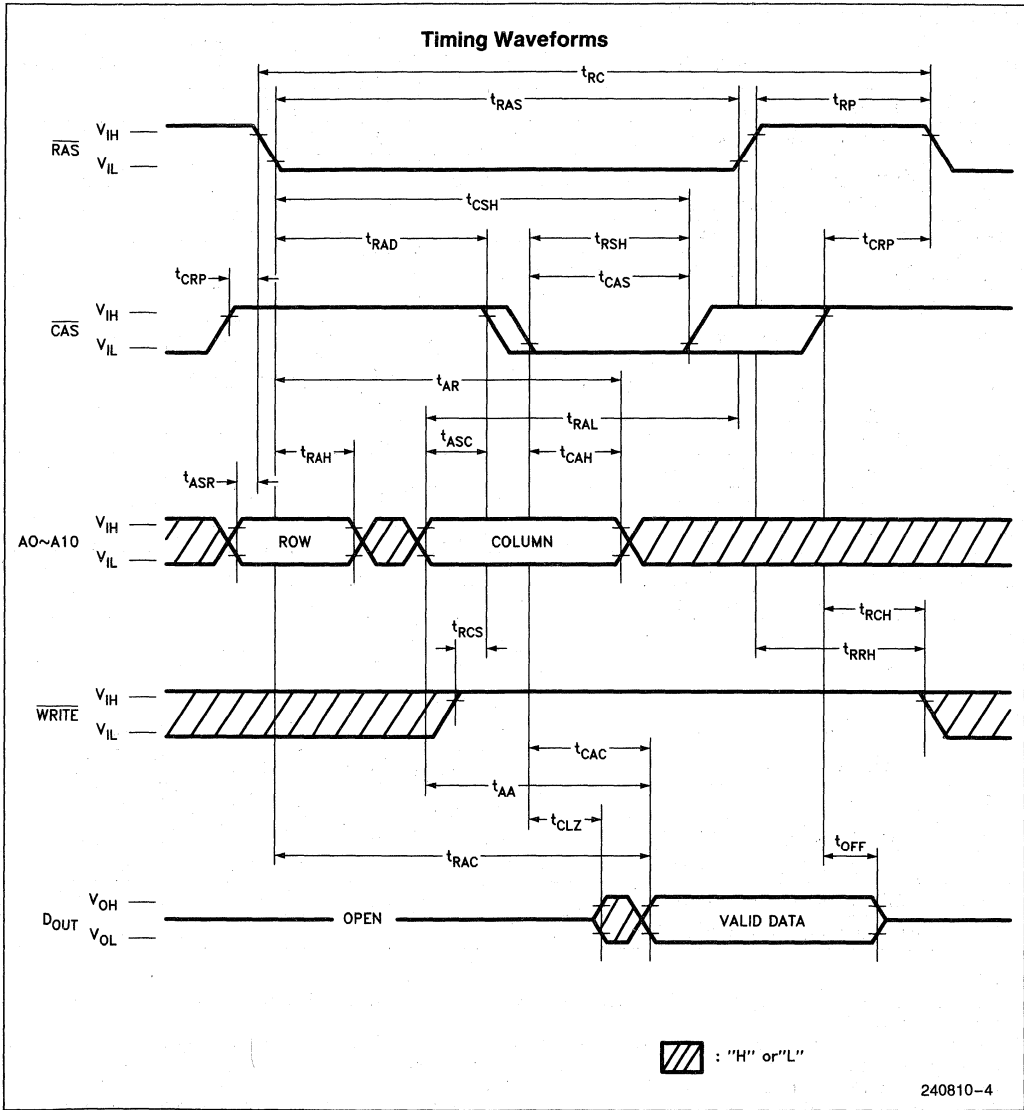 Timing Waveforms
tRC
tRAS
tRP
RAS
VIH
VIL
tCSH
tRAD
tRSH
tCRP
tCRP
tCAS
CAS
VIH
VIL
tAR
tRAL
tASC
tRAH
tCAH
tASR
A0~A10
VIH
VIL
ROW
COLUMN
tRCH
tRCS
tRRH
WRITE
VIH
VIL
tCAC
tAA
tCLZ
tOFF
tRAC
DOUT
VOH
VOL
OPEN
VALID DATA
: "H" or "L"
240810-4